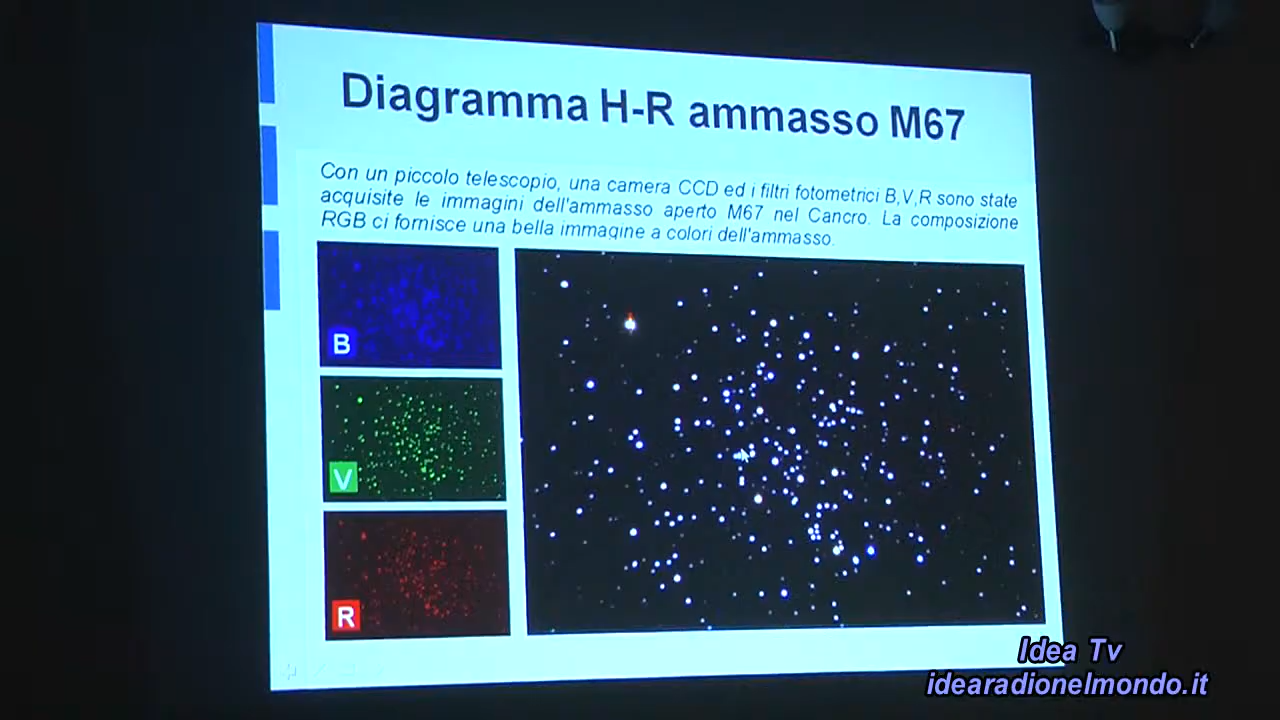 Diagramma H-R ammasso M67
Con un piccolo telescopio, una camera CCD ed i filtri fotometrici B,V,R sono state
acquisite le immagini dell'ammasso aperto M67 nel Cancro. La composizione
RGB ci fornisce una bella immagine a colori dell'ammasso.
B
V
R
Idea Tv
idearadionelmondo.it